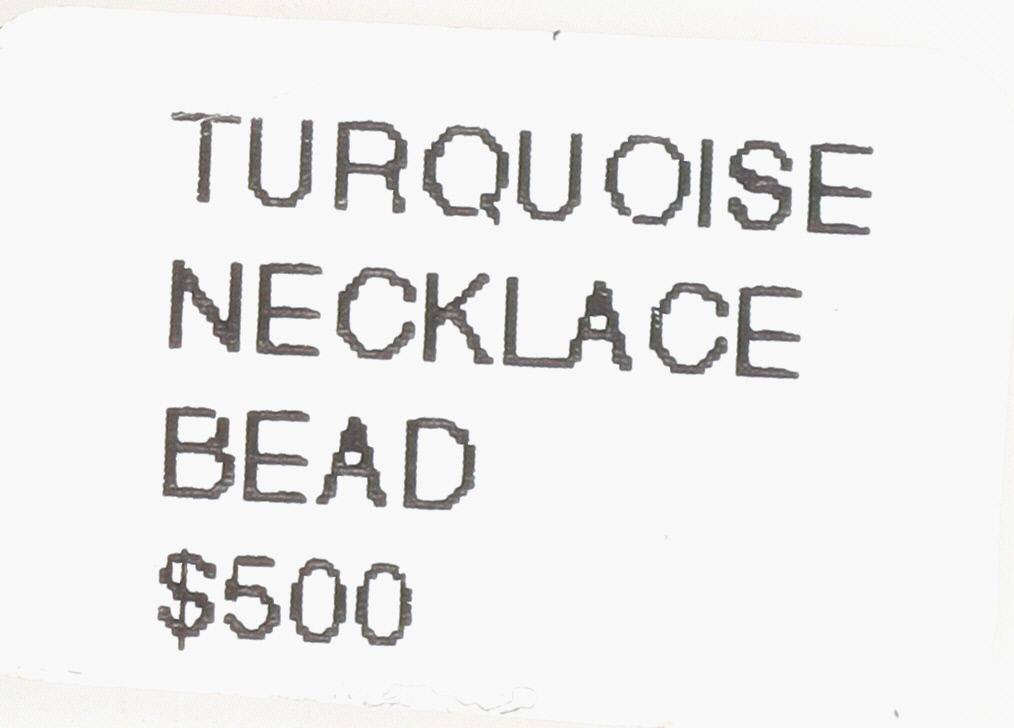 TURQUOISE
NECKLACE
BEAD
$500